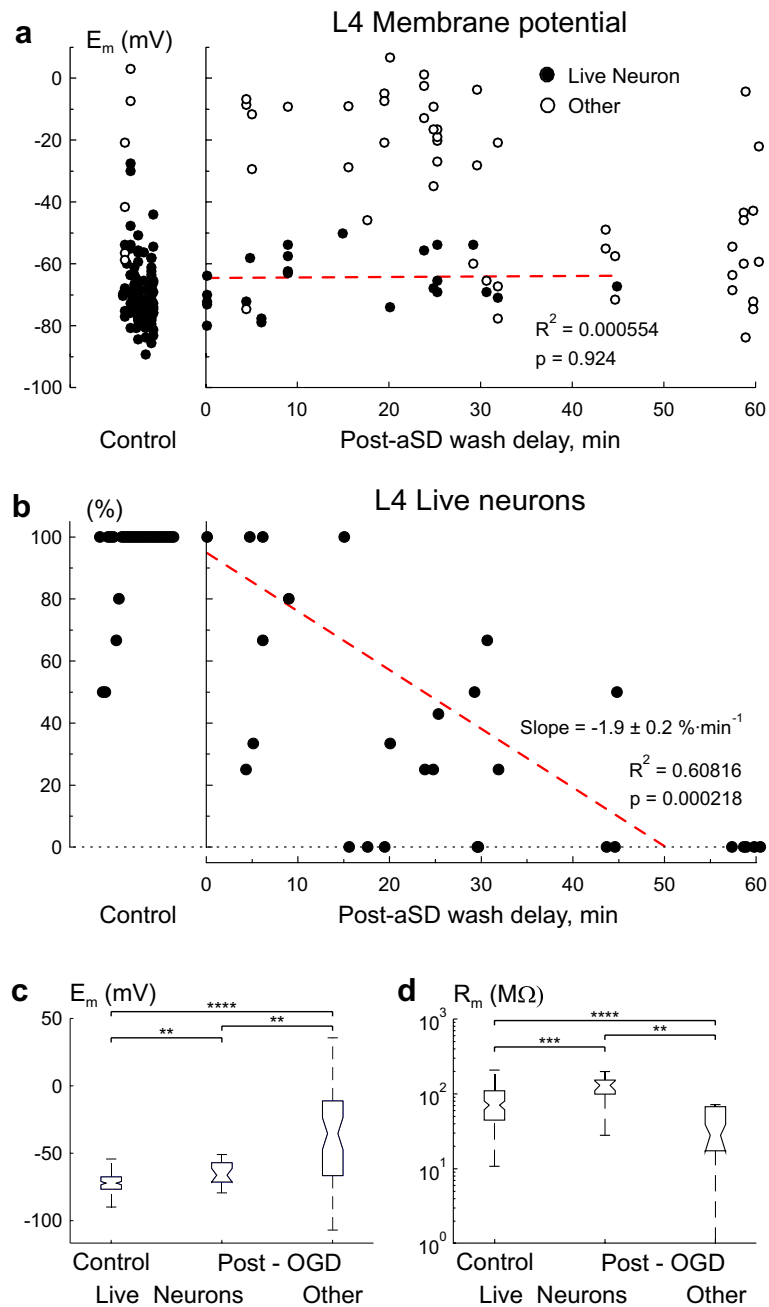 a E_m (mV) L4 Membrane potential
0
-20
-40
-60
-80
-100
Live Neuron
Other
R² = 0.000554
p = 0.924
0 10 20 30 40 50 60
Control Post-aSD wash delay, min
b (%) L4 Live neurons
100
80
60
40
20
0
Slope = -1.9 ± 0.2 %·min⁻¹
R² = 0.60816
p = 0.000218
0 10 20 30 40 50 60
Control Post-aSD wash delay, min
c E_m (mV)
50
0
-50
-100
****
** **
Control Post - OGD
Live Neurons Other
d R_m (MΩ)
10³
10²
10¹
10⁰
****
*** **
Control Post - OGD
Live Neurons Other